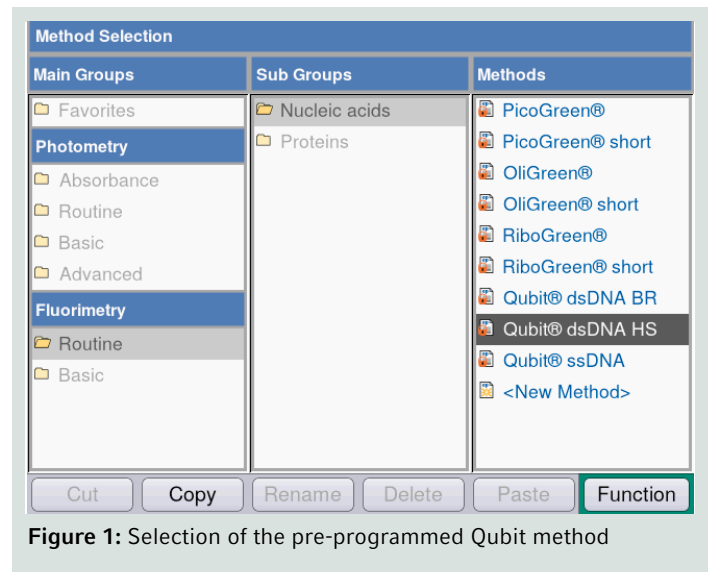 Method Selection
Main Groups
Sub Groups
Methods
Favorites
Photometry
Absorbance
Routine
Basic
Advanced
Fluorimetry
Routine
Basic
Nucleic acids
Proteins
PicoGreen®
PicoGreen® short
OliGreen®
OliGreen® short
RiboGreen®
RiboGreen® short
Qubit® dsDNA BR
Qubit® dsDNA HS
Qubit® ssDNA
<New Method>
Cut
Copy
Rename
Delete
Paste
Function
Figure 1: Selection of the pre-programmed Qubit method